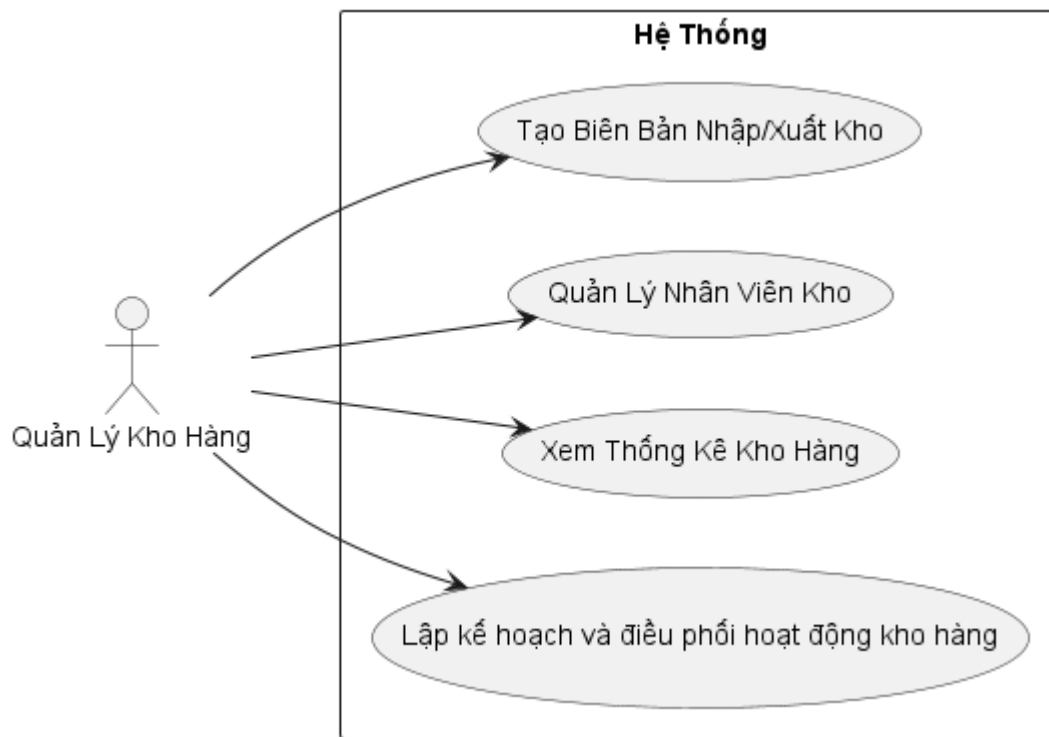 Hệ Thống
Tạo Biên Bản Nhập/Xuất Kho
Quản Lý Nhân Viên Kho
Quản Lý Kho Hàng
Xem Thống Kê Kho Hàng
Lập kế hoạch và điều phối hoạt động kho hàng